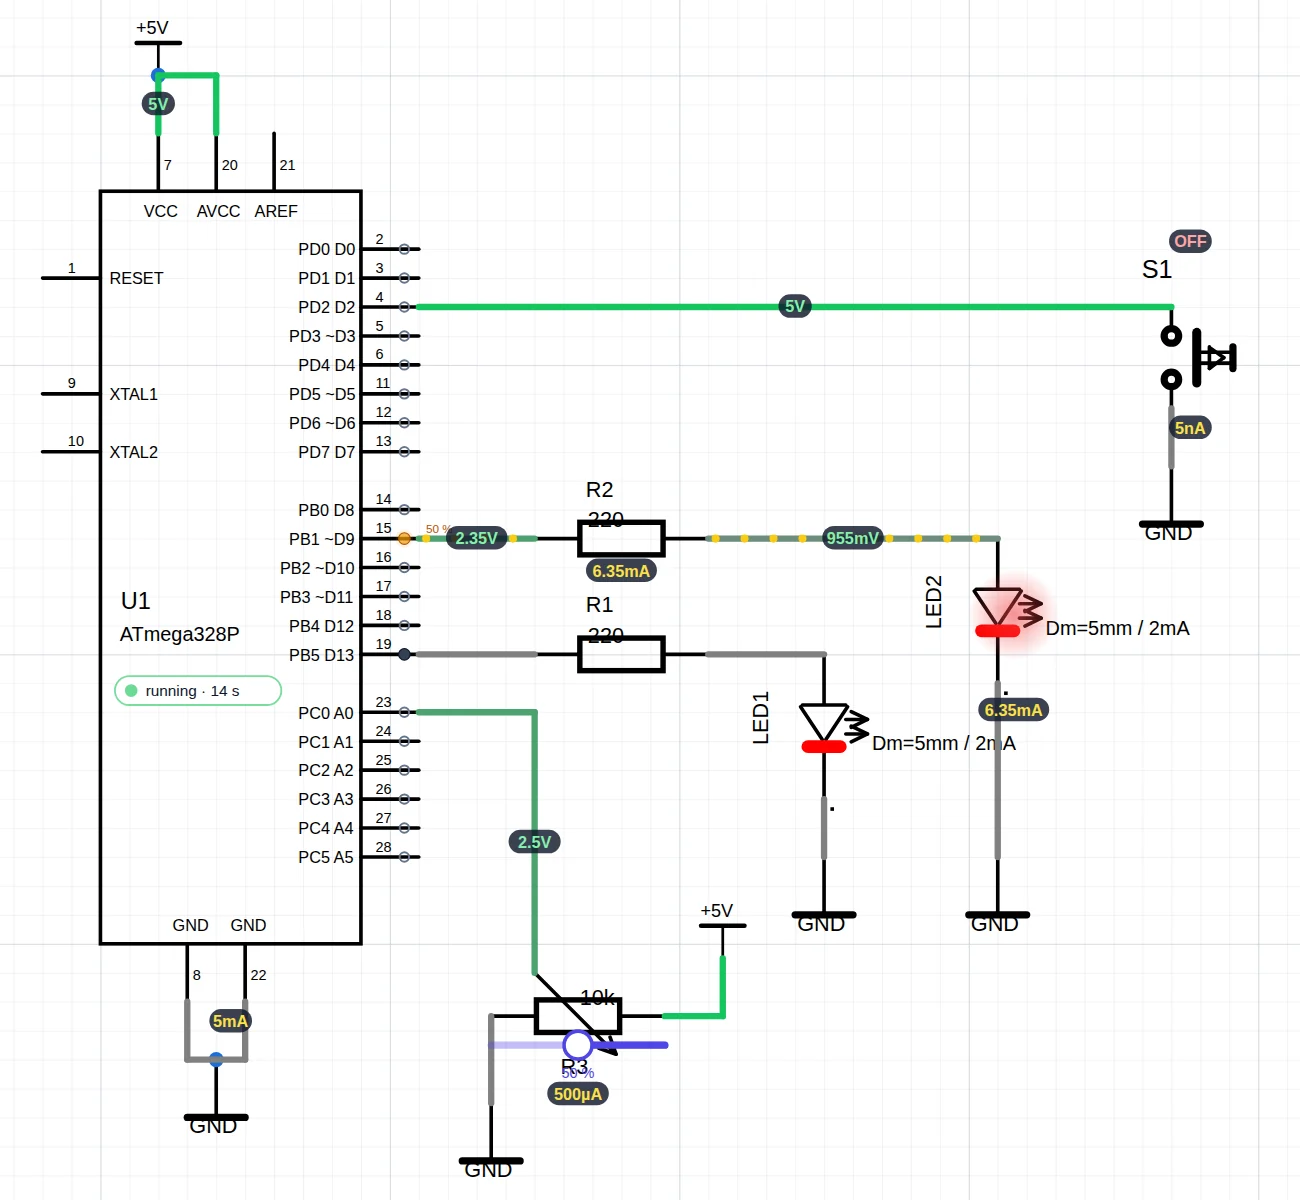 +5V
5V
7
20
21
VCC
AVCC
AREF
1
RESET
9
XTAL1
10
XTAL2
PD0 D0
2
PD1 D1
3
PD2 D2
4
PD3 ~D3
5
PD4 D4
6
PD5 ~D5
11
PD6 ~D6
12
PD7 D7
13
PB0 D8
14
PB1 ~D9
15
PB2 ~D10
16
PB3 ~D11
17
PB4 D12
18
PB5 D13
19
PC0 A0
23
PC1 A1
24
PC2 A2
25
PC3 A3
26
PC4 A4
27
PC5 A5
28
U1
ATmega328P
running · 14 s
GND
GND
8
22
5mA
GND
5V
OFF
S1
5nA
GND
50 %
2.35V
R2
220
6.35mA
955mV
LED2
Dm=5mm / 2mA
6.35mA
GND
R1
220
LED1
Dm=5mm / 2mA
GND
2.5V
+5V
10k
R3
50 %
500µA
GND